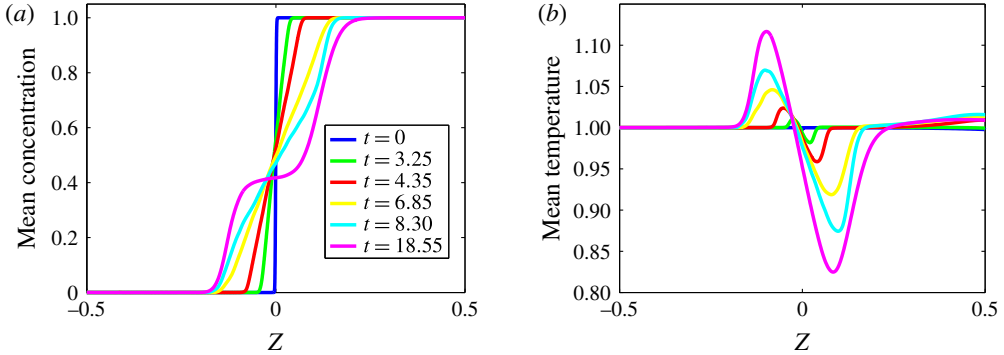 (a)
Mean concentration
1.0
0.8
0.6
0.4
0.2
0
–0.5
0
0.5
Z
t = 0
t = 3.25
t = 4.35
t = 6.85
t = 8.30
t = 18.55
(b)
Mean temperature
1.10
1.05
1.00
0.95
0.90
0.85
0.80
–0.5
0
0.5
Z